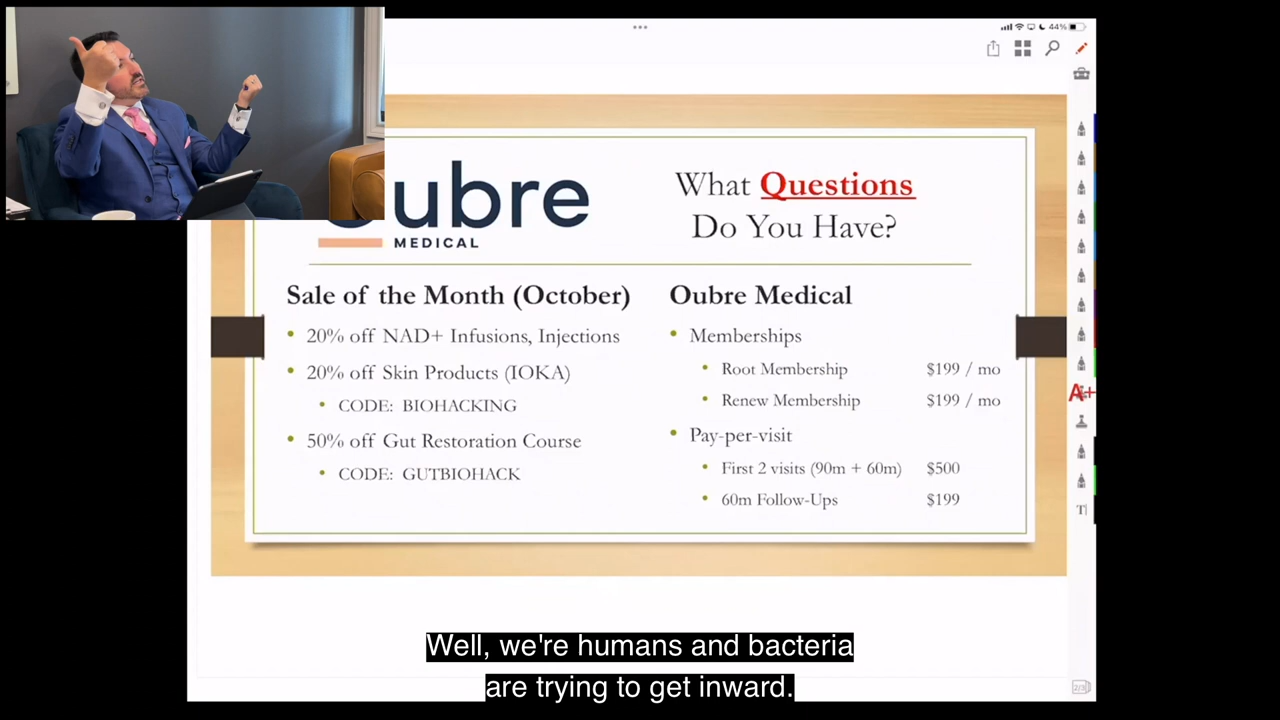 44%
Oubre
MEDICAL
What Questions
Do You Have?
Sale of the Month (October)
• 20% off NAD+ Infusions, Injections
• 20% off Skin Products (IOKA)
• CODE: BIOHACKING
• 50% off Gut Restoration Course
• CODE: GUTBIOHACK
Oubre Medical
• Memberships
• Root Membership $199 / mo
• Renew Membership $199 / mo
• Pay-per-visit
• First 2 visits (90m + 60m) $500
• 60m Follow-Ups $199
A+
T
Well, we're humans and bacteria
are trying to get inward.